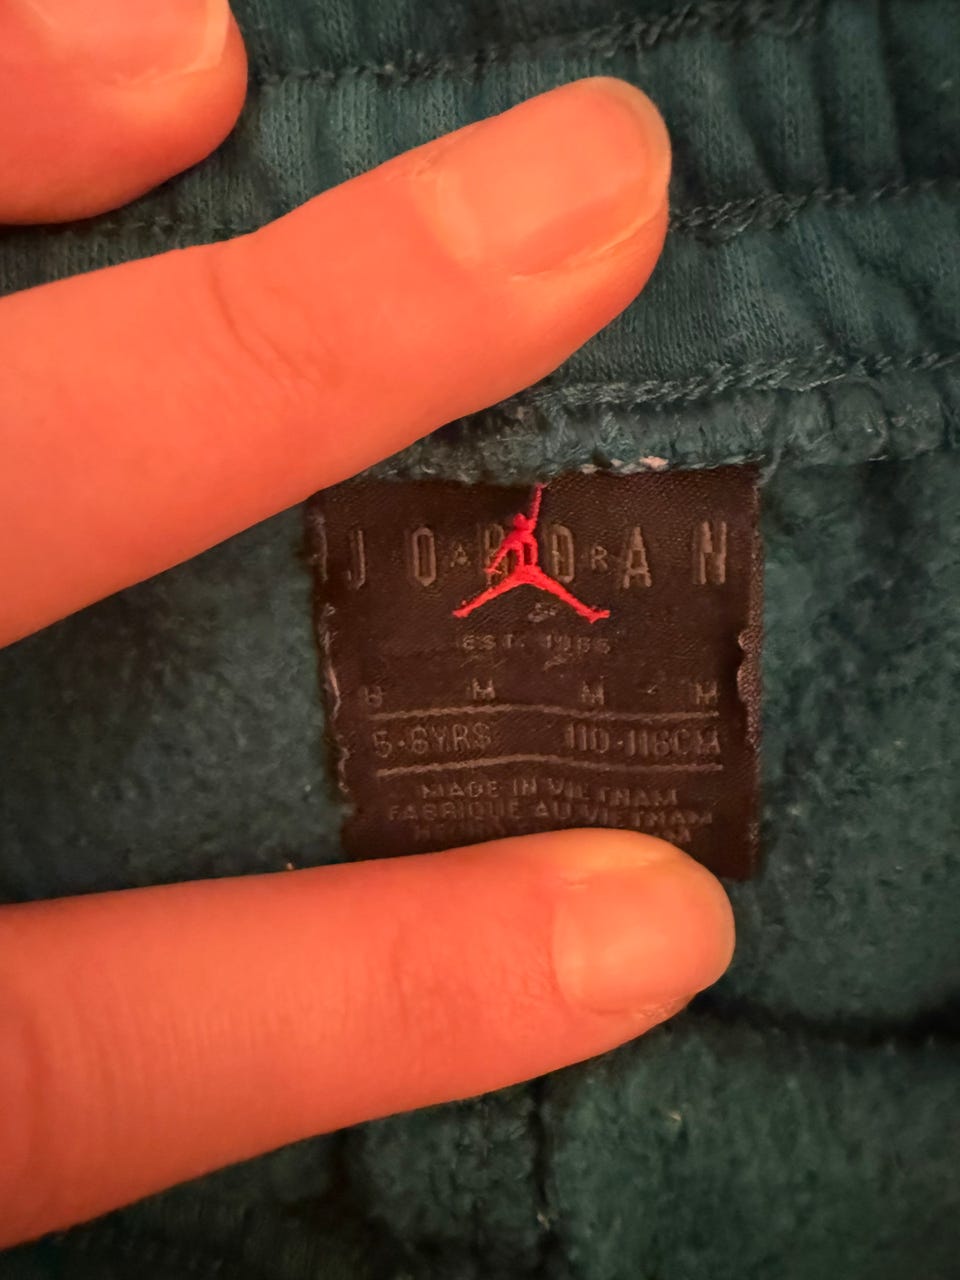 JORDAN
EST. 1985
M M M
5-6YRS 110-116CM
MADE IN VIETNAM
FABRIQUE AU VIETNAM